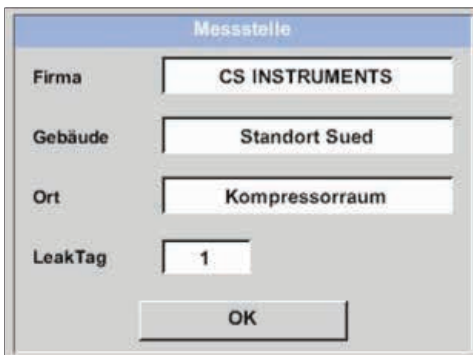 Messstelle
Firma CS INSTRUMENTS
Gebäude Standort Sued
Ort Kompressorraum
LeakTag 1
OK